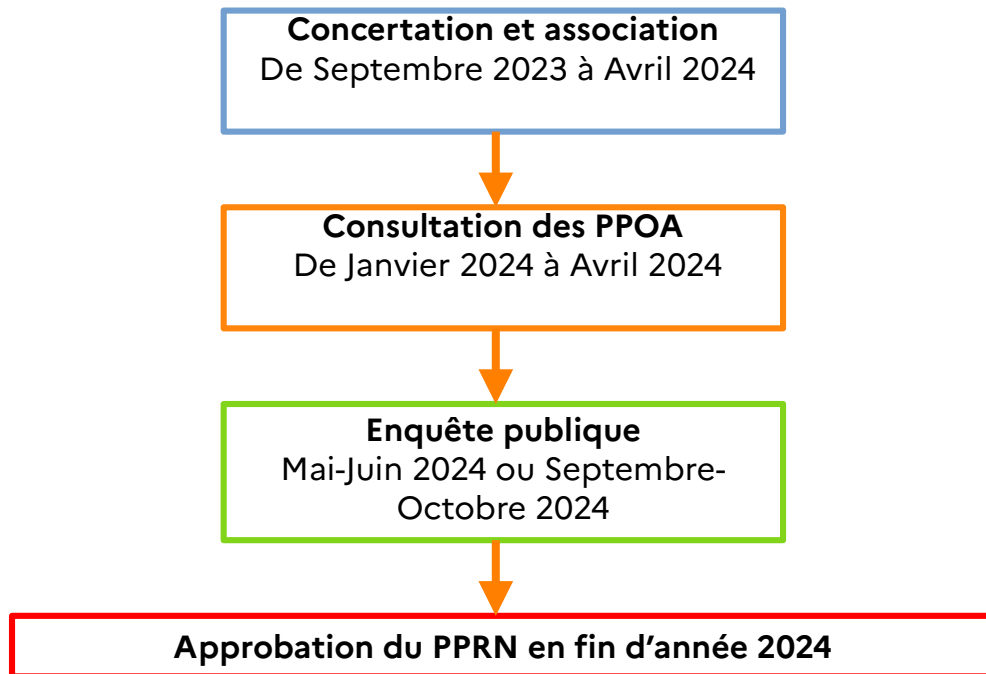 Concertation et association
De Septembre 2023 à Avril 2024
Consultation des PPOA
De Janvier 2024 à Avril 2024
Enquête publique
Mai-Juin 2024 ou Septembre-
Octobre 2024
Approbation du PPRN en fin d’année 2024